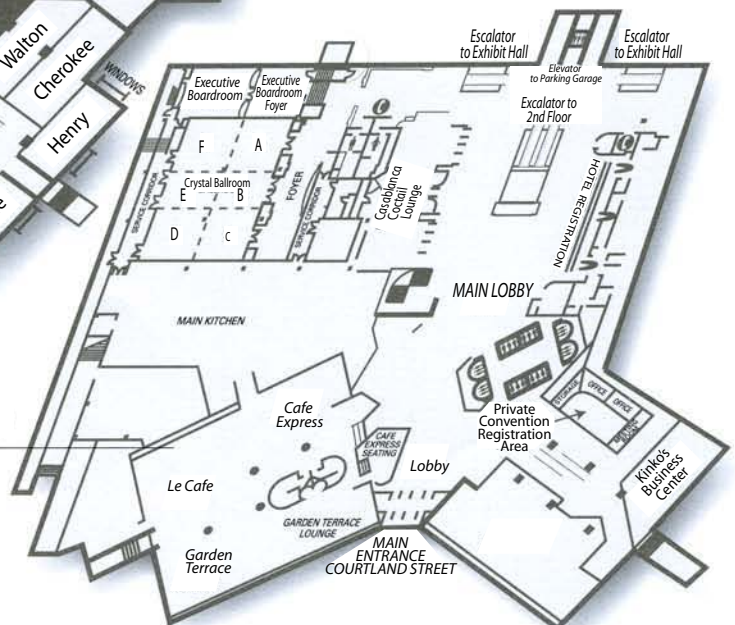 Walton
Cherokee
Henry
WINDOWS
Escalator
to Exhibit Hall
Elevator
to Parking Garage
Escalator
to Exhibit Hall
Excalator to
2nd Floor
Executive
Boardroom
Executive
Boardroom
Foyer
F
A
Crystal Ballroom
E
B
D
C
SERVICE CORRIDOR
FOYER
SERVICE CORRIDOR
Casablanca
Coctail
Lounge
HOTEL REGISTRATION
MAIN LOBBY
MAIN KITCHEN
STORAGE
OFFICE
OFFICE
Private
Convention
Registration
Area
Kinko's
Business
Center
Cafe
Express
CAFE
EXPRESS
SEATING
Lobby
Le Cafe
GARDEN TERRACE
LOUNGE
Garden
Terrace
MAIN
ENTRANCE
COURTLAND STREET